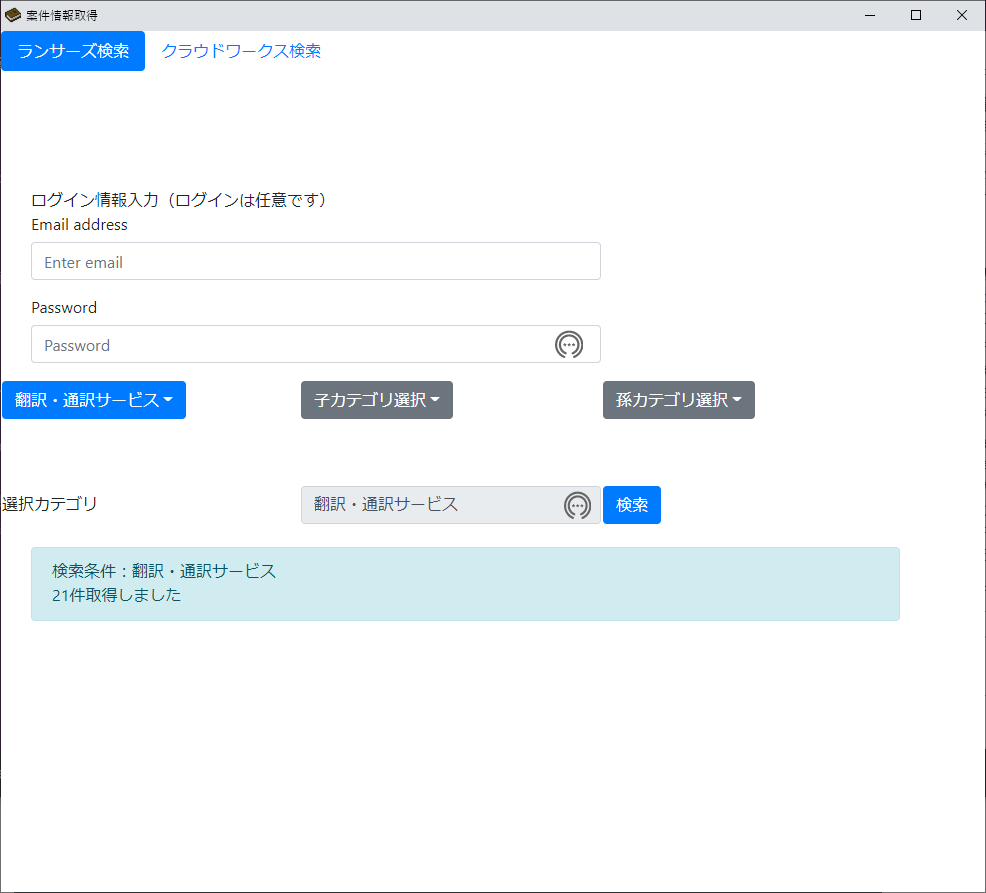 案件情報取得
ランサーズ検索 クラウドワークス検索
ログイン情報入力（ログインは任意です）
Email address
Enter email
Password
Password
翻訳・通訳サービス 子カテゴリ選択 孫カテゴリ選択
選択カテゴリ 翻訳・通訳サービス 検索
検索条件：翻訳・通訳サービス
21件取得しました